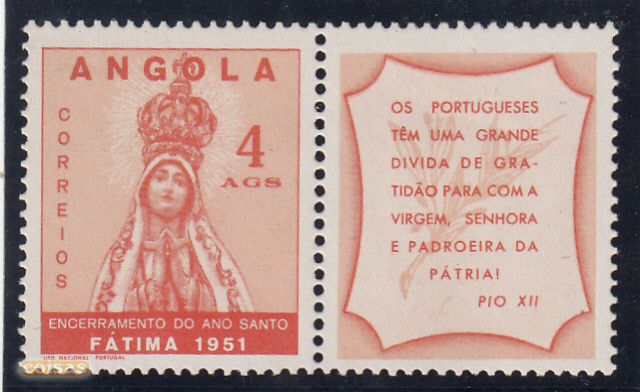 ANGOLA
CORREIOS
4
AGS
ENCERRAMENTO DO ANO SANTO
FÁTIMA 1951
LITO NACIONAL PORTUGAL
coisas
OS PORTUGUESES
TÊM UMA GRANDE
DIVIDA DE GRA-
TIDÃO PARA COM A
VIRGEM, SENHORA
E PADROEIRA DA
PÁTRIA!
PIO XII